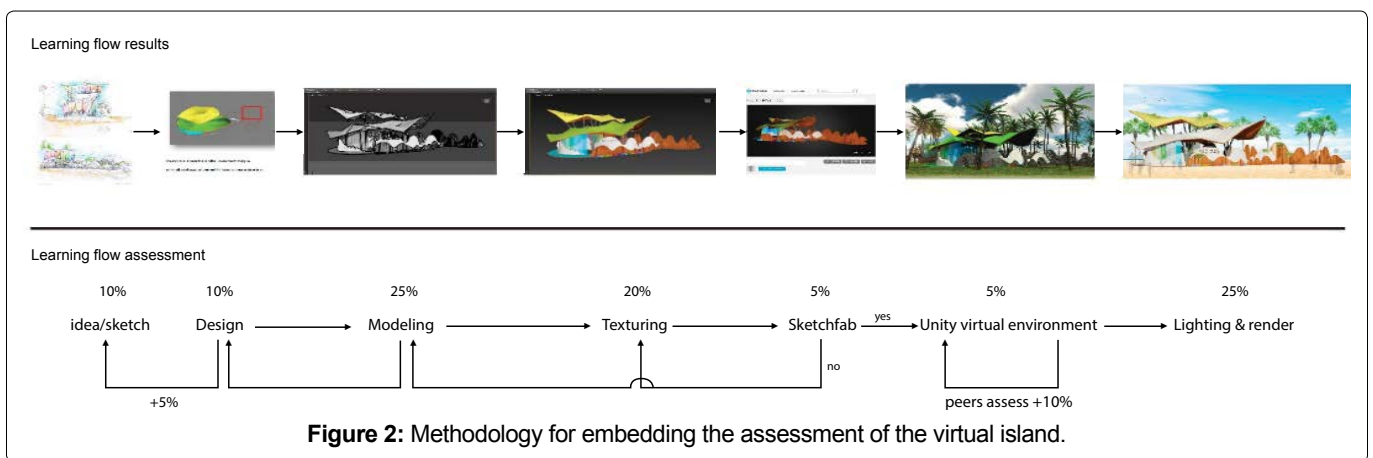 Learning flow results
Learning flow assessment
10% 10% 25% 20% 5% 5% 25%
idea/sketch Design Modeling Texturing Sketchfab yes Unity virtual environment Lighting & render
no
+5% peers assess +10%
Figure 2: Methodology for embedding the assessment of the virtual island.